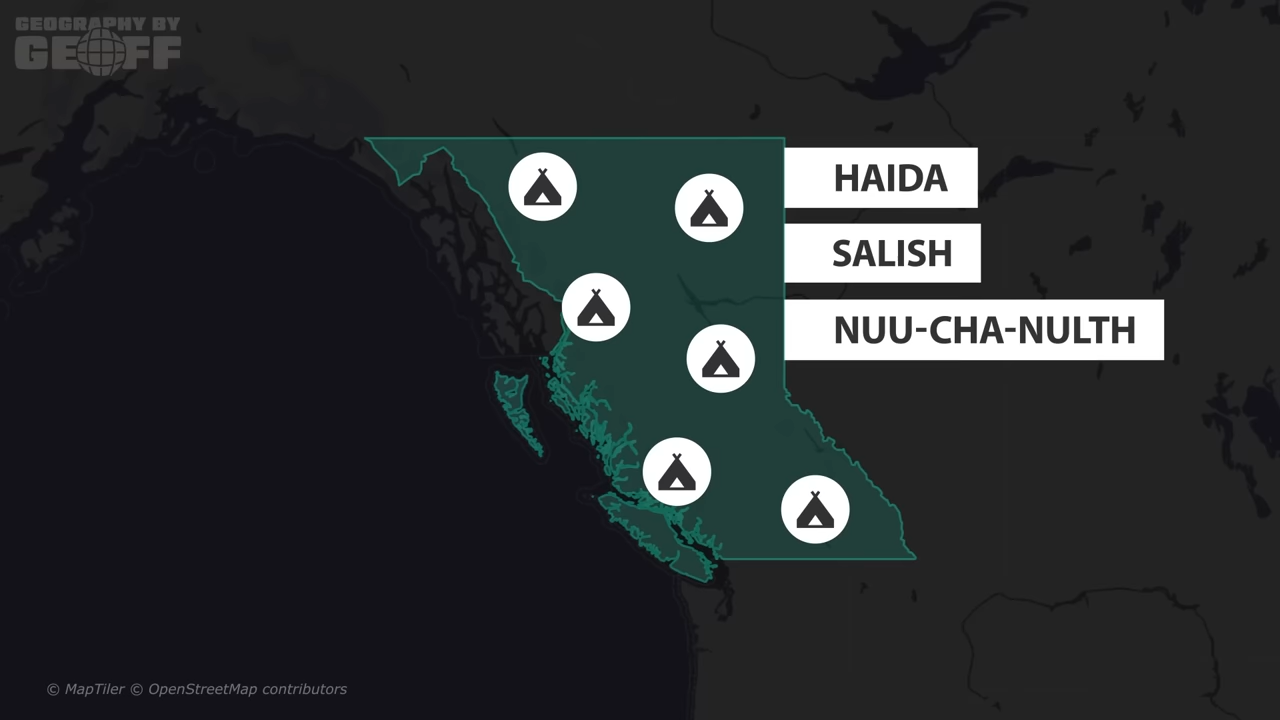 GEOGRAPHY BY
GEOFF
HAIDA
SALISH
NUU-CHA-NULTH
© MapTiler © OpenStreetMap contributors